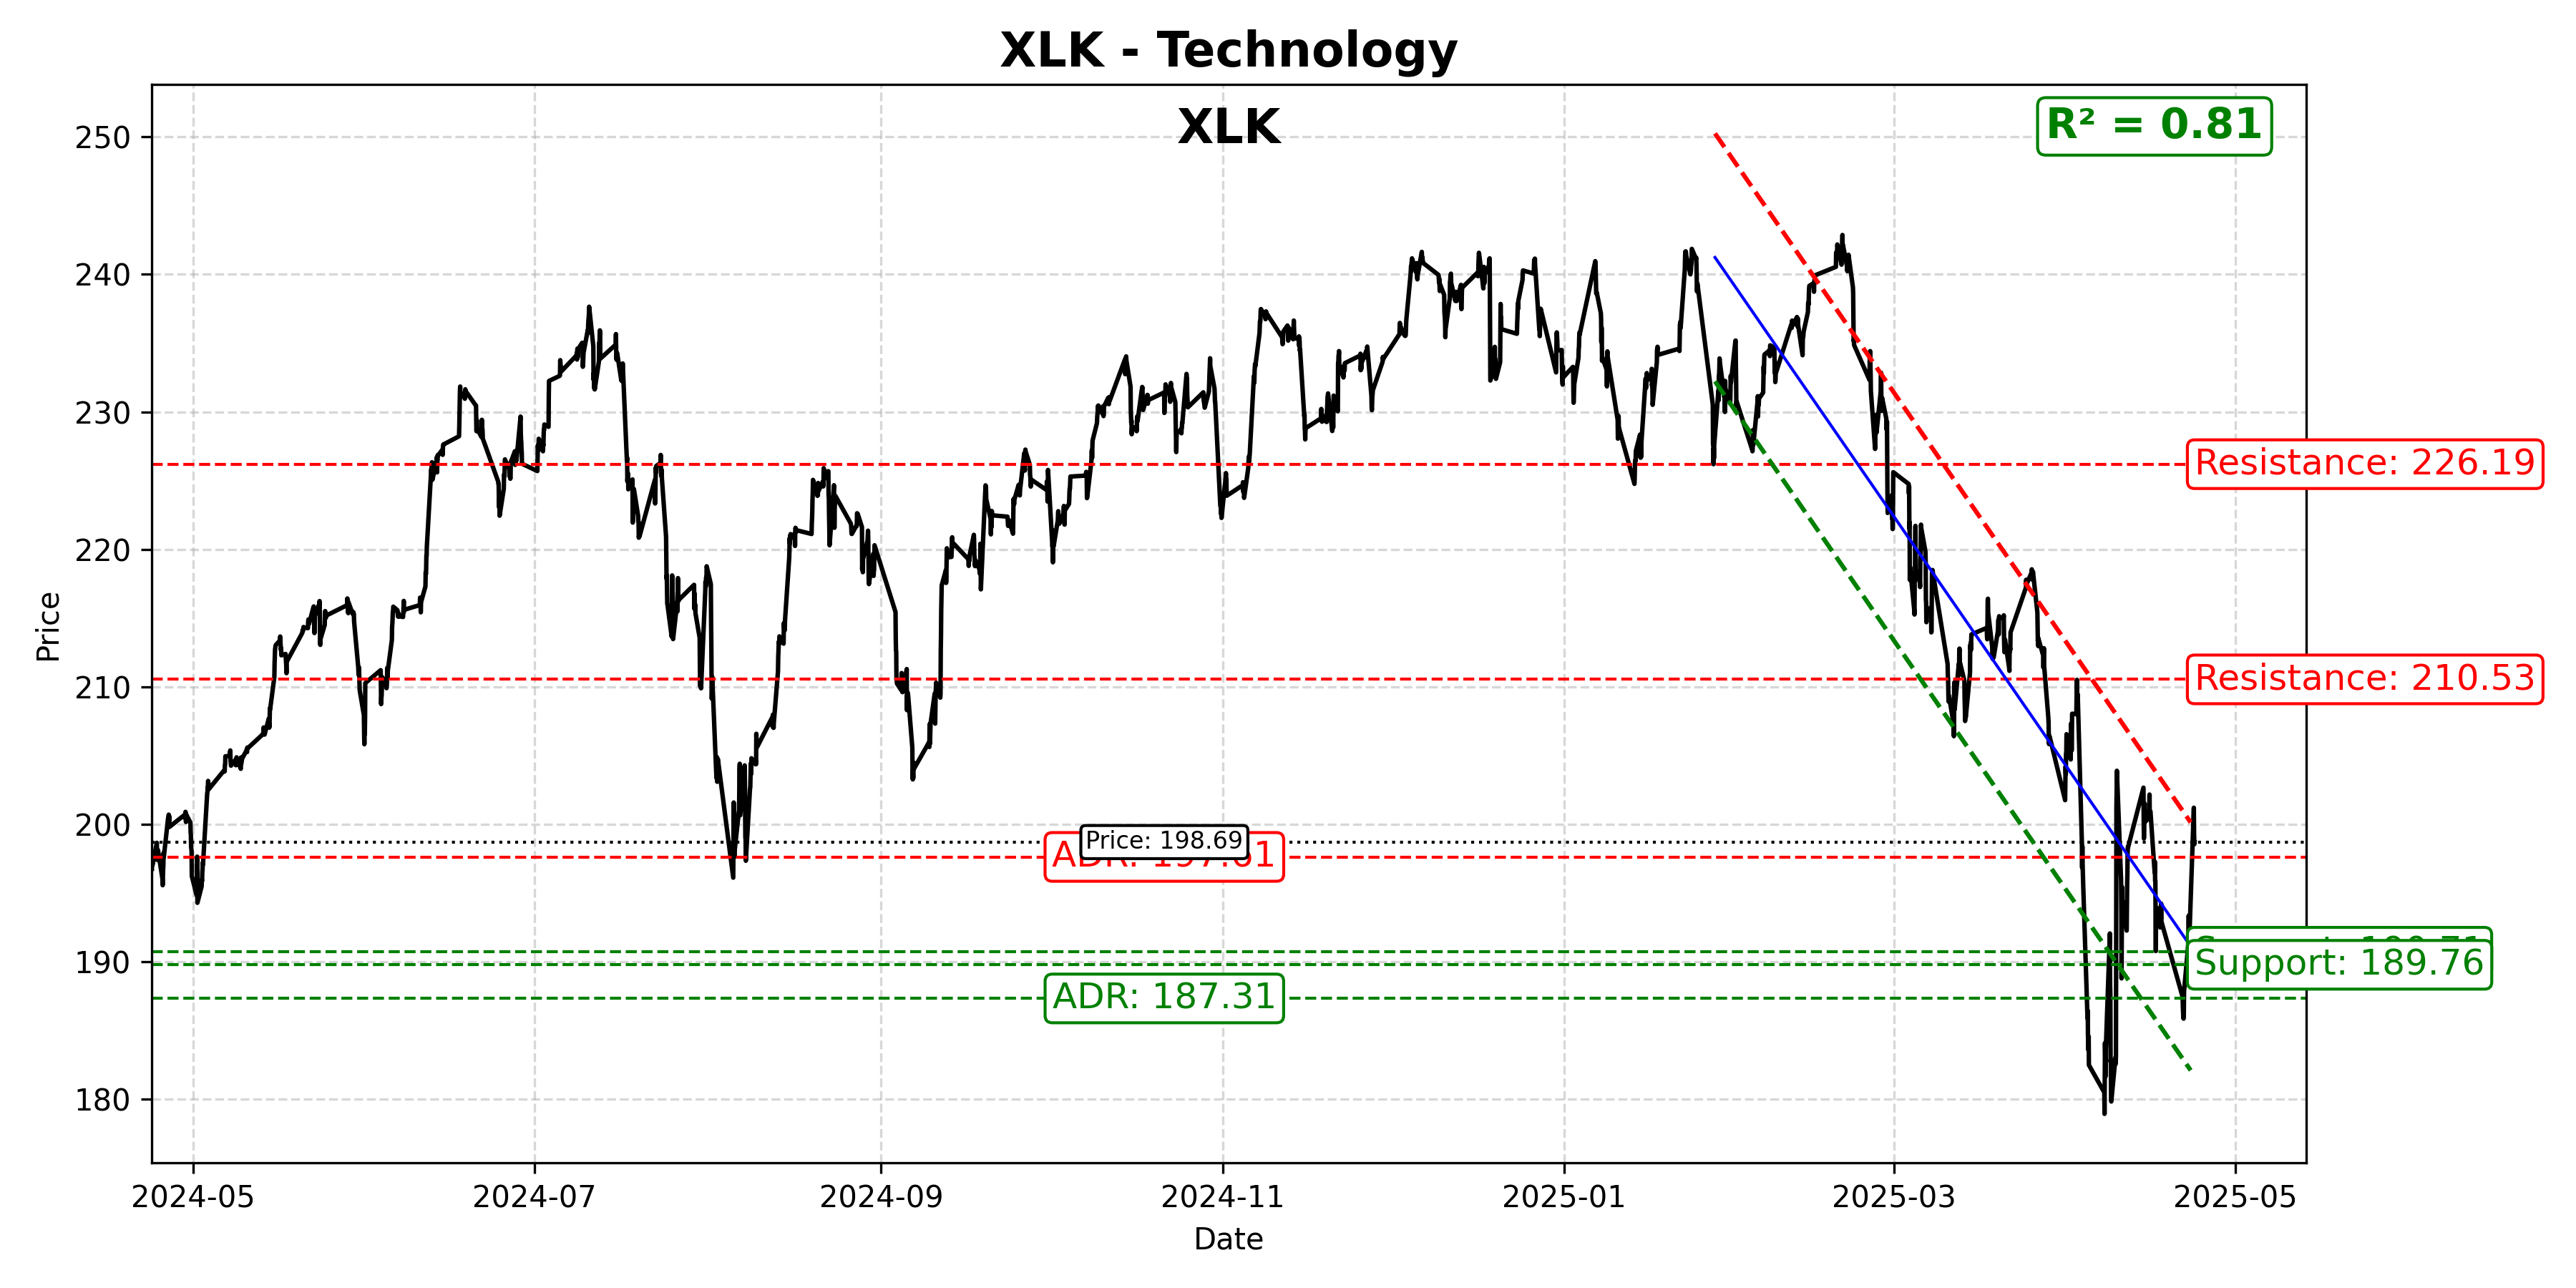 XLK - Technology
XLK
R² = 0.81
250
240
230
220
210
200
190
180
Price
Resistance: 226.19
Resistance: 210.53
Price: 198.69
Support: 189.76
ADR: 187.31
2024-05
2024-07
2024-09
2024-11
2025-01
2025-03
2025-05
Date